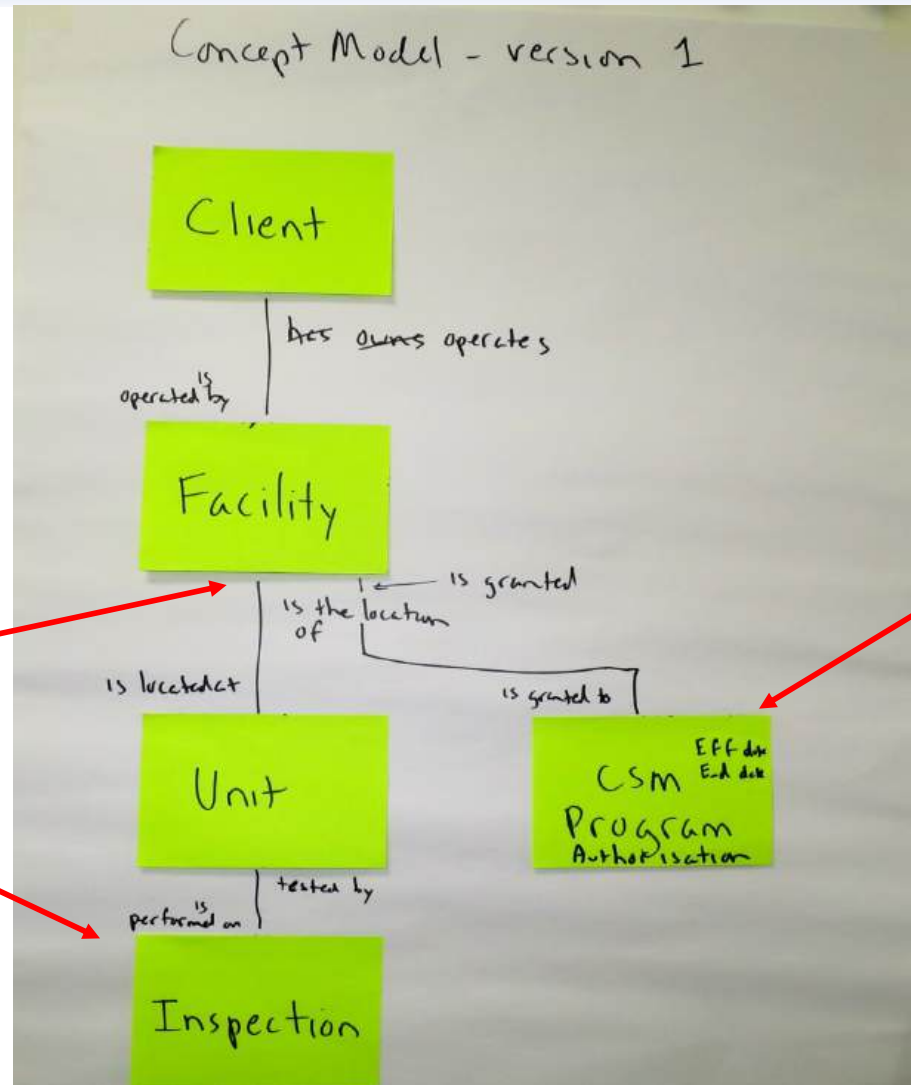 Concept Model - version 1
Client
has owns operates
is
operated by
Facility
is granted
is the location
of
is located at
is granted to
Unit
Eff date
CSM End date
Program
Authorisation
tested by
is
performed on
Inspection